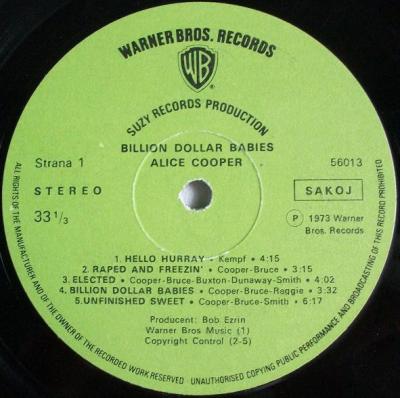 WARNER BROS. RECORDS
WB
SUZY RECORDS PRODUCTION
BILLION DOLLAR BABIES
ALICE COOPER
Strana 1
56013
STEREO
SAKOJ
33 1/3
P 1973 Warner
Bros. Records
1. HELLO HURRAY • Kempf • 4:15
2. RAPED AND FREEZIN' • Cooper-Bruce • 3:15
3. ELECTED • Cooper-Bruce-Buxton-Dunaway-Smith • 4:02
4. BILLION DOLLAR BABIES • Cooper-Bruce-Reggie • 3:32
5. UNFINISHED SWEET • Cooper-Bruce-Smith • 6:17
Producent: Bob Ezrin
Warner Bros Music (1)
Copyright Control (2-5)
ALL RIGHTS OF THE MANUFACTURER AND OF THE OWNER OF THE RECORDED WORK RESERVED • UNAUTHORISED COPYING PUBLIC PERFORMANCE AND BROADCASTING OF THIS RECORD PROHIBITED